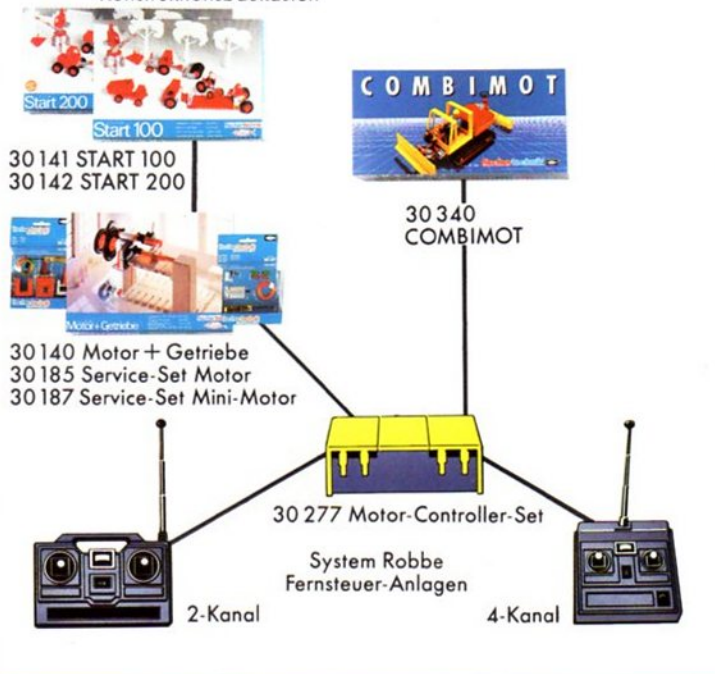 Start 200
Start 100
COMBIMOT
fischertechnik
30 141 START 100
30 142 START 200
30 340
COMBIMOT
Motor+Getriebe
30 140 Motor + Getriebe
30 185 Service-Set Motor
30 187 Service-Set Mini-Motor
30 277 Motor-Controller-Set
System Robbe
Fernsteuer-Anlagen
2-Kanal
4-Kanal